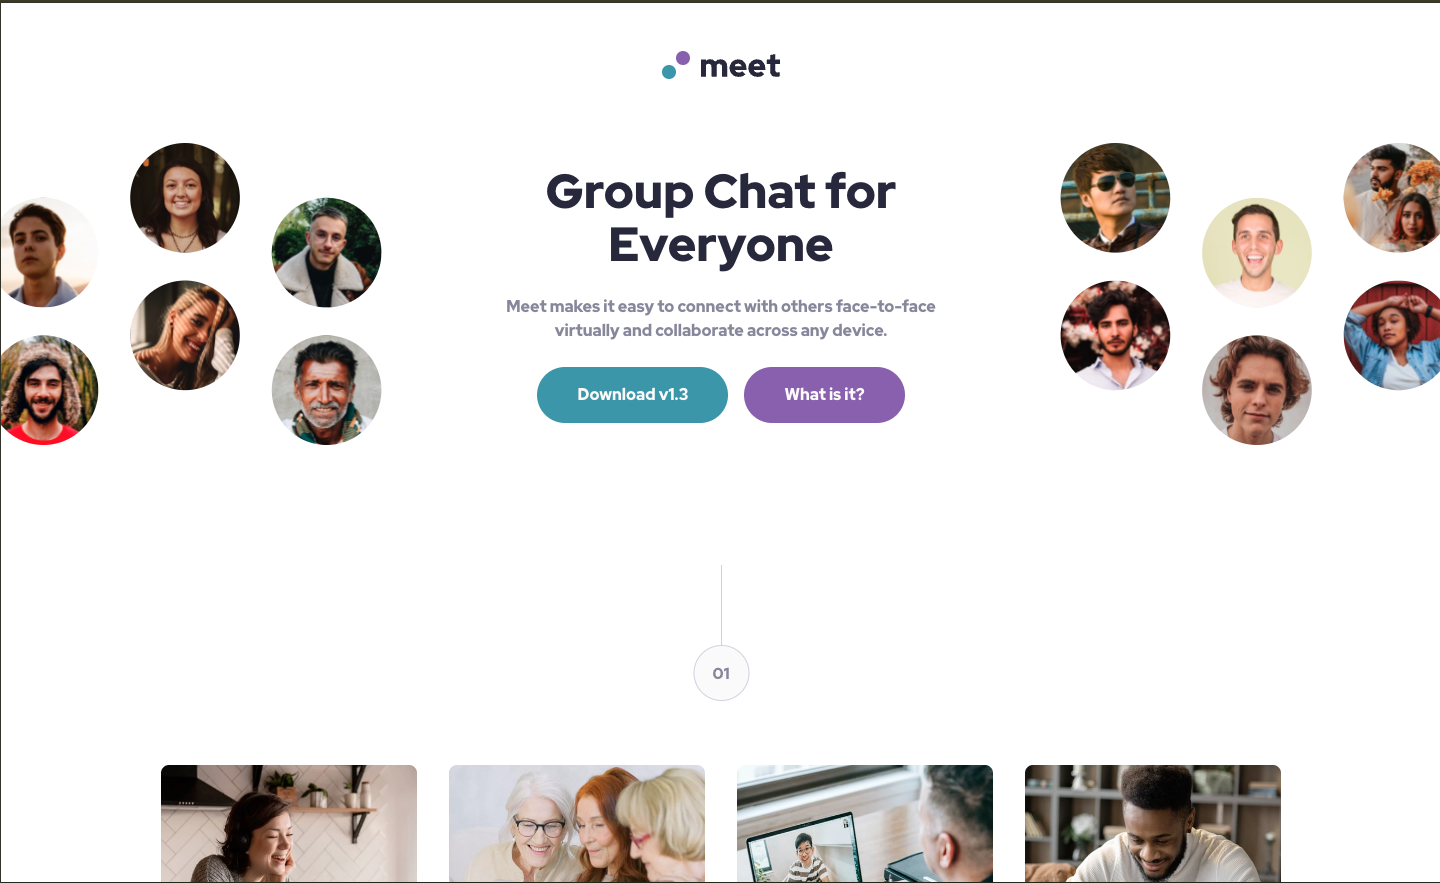 meet
Group Chat for
Everyone
Meet makes it easy to connect with others face-to-face
virtually and collaborate across any device.
Download v1.3
What is it?
01